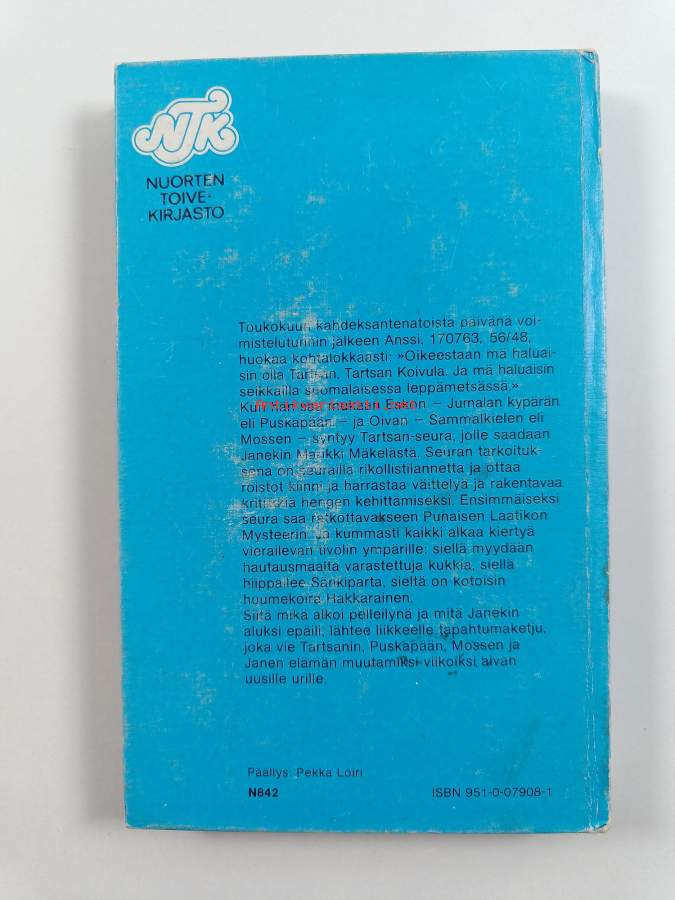 NTK
NUORTEN
TOIVE-
KIRJASTO
Toukokuun kahdeksantenatoista päivänä voi-
mistelutunnin jälkeen Anssi, 170763, 56/48,
huokaa kohtalokkaasti: »Oikeestaan mä haluai-
sin olla Tartsan, Tartsan Koivula. Ja mä haluaisin
seikkailla suomalaisessa leppämetsässä.»
Kun hän saa mukaan Eskon – Jumalan kypärän
eli Puskapään – ja Oivan – Sammalkielen eli
Mossen – syntyy Tartsan-seura, jolle saadaan
Janekin Marikki Mäkelästä. Seuran tarkoituk-
sena on seurailla rikollistilannetta ja ottaa
roistot kiinni ja harrastaa väittelyä ja rakentavaa
kritiikkiä hengen kehittämiseksi. Ensimmäiseksi
seura saa ratkottavakseen Punaisen Laatikon
Mysteerin. Ja kummasti kaikki alkaa kiertyä
vierailevan tivolin ympärille: siellä myydään
hautausmaalta varastettuja kukkia, siellä
hiippailee Sänkiparta, sieltä on kotoisin
huumekoira Hakkarainen.
Siitä mikä alkoi pelleilynä ja mitä Janekin
aluksi epäili, lähtee liikkeelle tapahtumaketju,
joka vie Tartsanin, Puskapään, Mossen ja
Janen elämän muutamiksi viikoiksi aivan
uusille urille.
Päällys: Pekka Loiri
N842 ISBN 951-0-07908-1